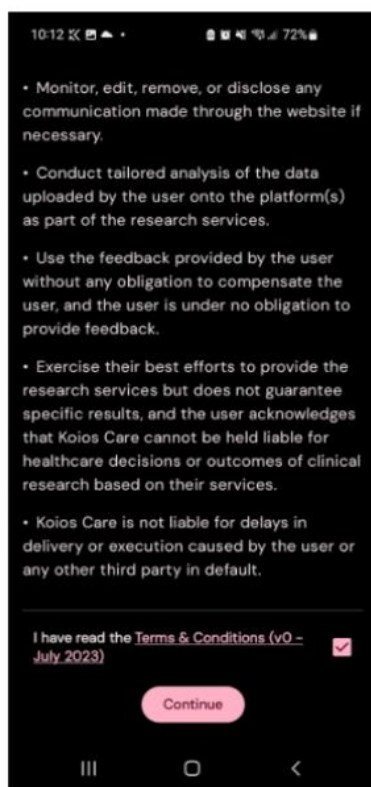 10:12
72%
• Monitor, edit, remove, or disclose any
communication made through the website if
necessary.
• Conduct tailored analysis of the data
uploaded by the user onto the platform(s)
as part of the research services.
• Use the feedback provided by the user
without any obligation to compensate the
user, and the user is under no obligation to
provide feedback.
• Exercise their best efforts to provide the
research services but does not guarantee
specific results, and the user acknowledges
that Koios Care cannot be held liable for
healthcare decisions or outcomes of clinical
research based on their services.
• Koios Care is not liable for delays in
delivery or execution caused by the user or
any other third party in default.
I have read the Terms & Conditions (v0 –
July 2023)
Continue